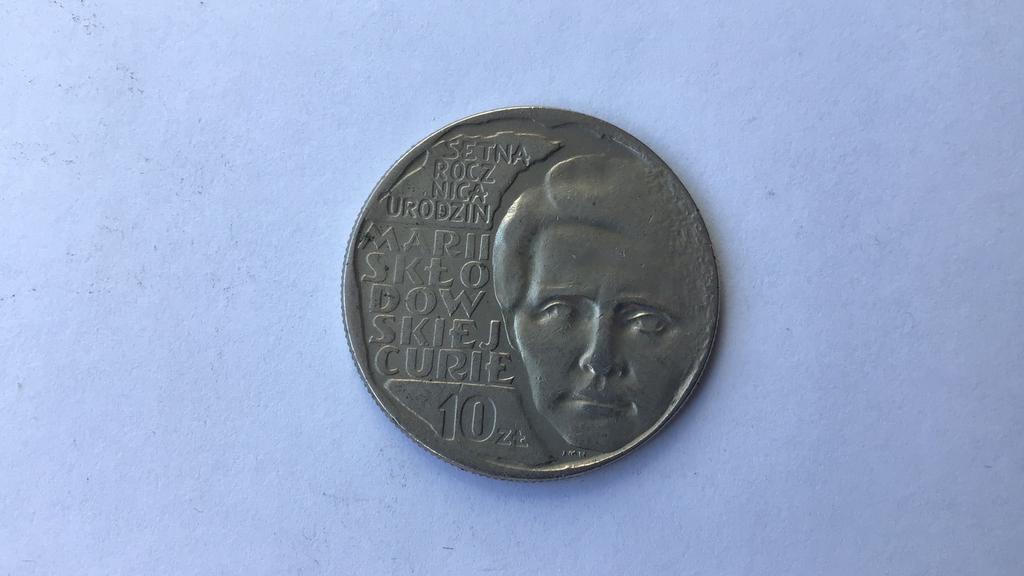 SETNA
ROCZ
NICA
URODZIN
MARII
SKŁO
DOW
SKIEJ
CURIE
10 ZŁ